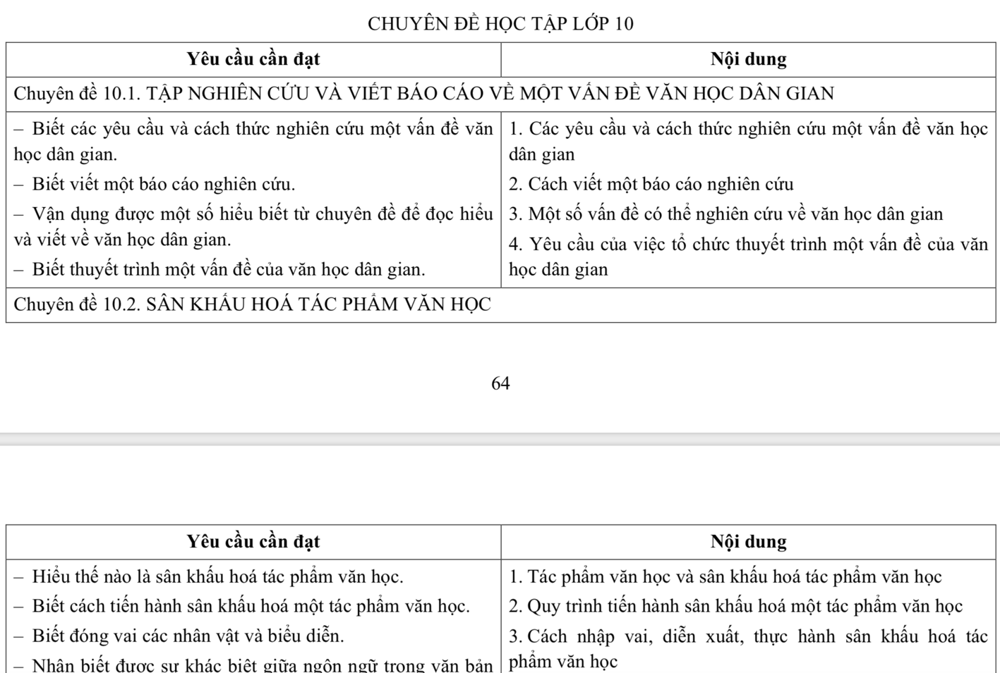 CHUYÊN ĐỀ HỌC TẬP LỚP 10
Yêu cầu cần đạt
Nội dung
Chuyên đề 10.1. TẬP NGHIÊN CỨU VÀ VIẾT BÁO CÁO VỀ MỘT VẤN ĐỀ VĂN HỌC DÂN GIAN
– Biết các yêu cầu và cách thức nghiên cứu một vấn đề văn
học dân gian.
– Biết viết một báo cáo nghiên cứu.
– Vận dụng được một số hiểu biết từ chuyên đề để đọc hiểu
và viết về văn học dân gian.
– Biết thuyết trình một vấn đề của văn học dân gian.
1. Các yêu cầu và cách thức nghiên cứu một vấn đề văn học
dân gian
2. Cách viết một báo cáo nghiên cứu
3. Một số vấn đề có thể nghiên cứu về văn học dân gian
4. Yêu cầu của việc tổ chức thuyết trình một vấn đề của văn
học dân gian
Chuyên đề 10.2. SÂN KHẤU HOÁ TÁC PHẨM VĂN HỌC
64
Yêu cầu cần đạt
Nội dung
– Hiểu thế nào là sân khấu hoá tác phẩm văn học.
– Biết cách tiến hành sân khấu hoá một tác phẩm văn học.
– Biết đóng vai các nhân vật và biểu diễn.
– Nhận biết được sự khác biệt giữa ngôn ngữ trong văn bản
1. Tác phẩm văn học và sân khấu hoá tác phẩm văn học
2. Quy trình tiến hành sân khấu hoá một tác phẩm văn học
3. Cách nhập vai, diễn xuất, thực hành sân khấu hoá tác
phẩm văn học